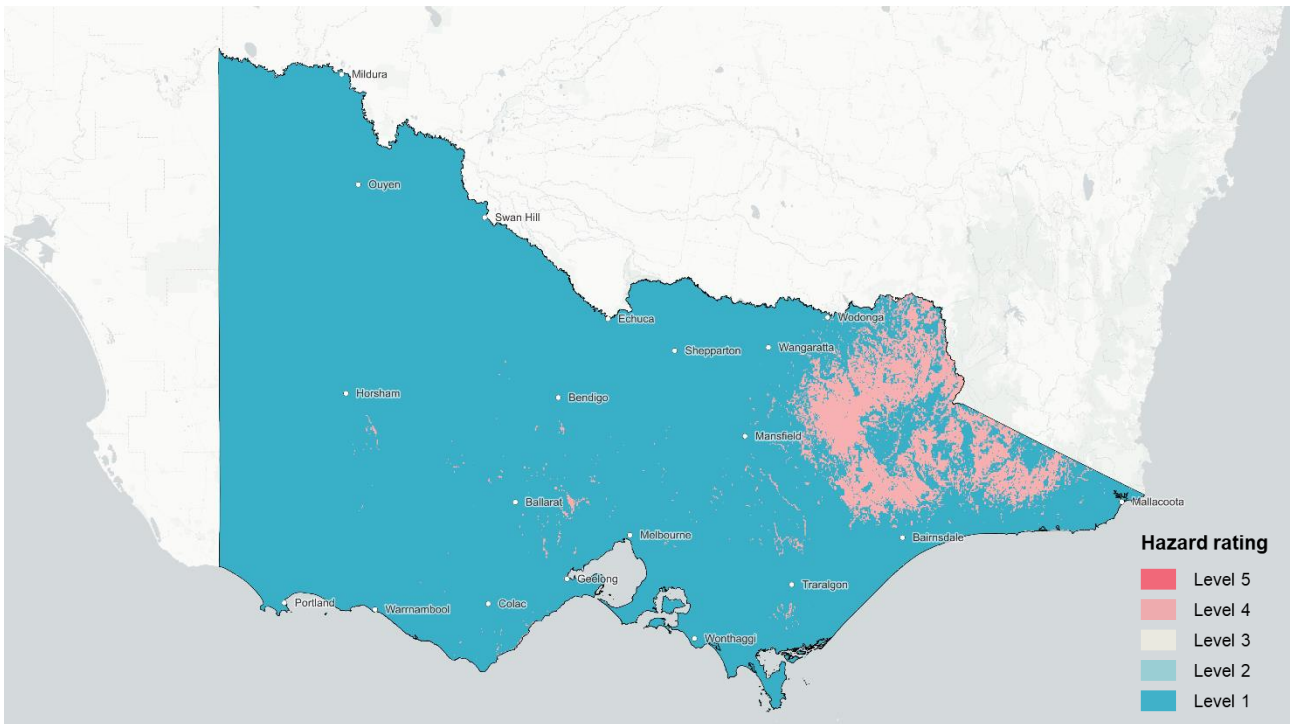 Mildura
Ouyen
Swan Hill
Echuca
Wodonga
Shepparton
Wangaratta
Horsham
Bendigo
Mansfield
Ballarat
Mallacoota
Melbourne
Bairnsdale
Geelong
Traralgon
Portland
Warrnambool
Colac
Wonthaggi
Hazard rating
Level 5
Level 4
Level 3
Level 2
Level 1